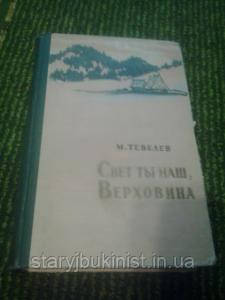 М. ТЕВЕЛЕВ
СВЕТ ТЫ НАШ,
ВЕРХОВИНА
staryjbukinist.in.ua